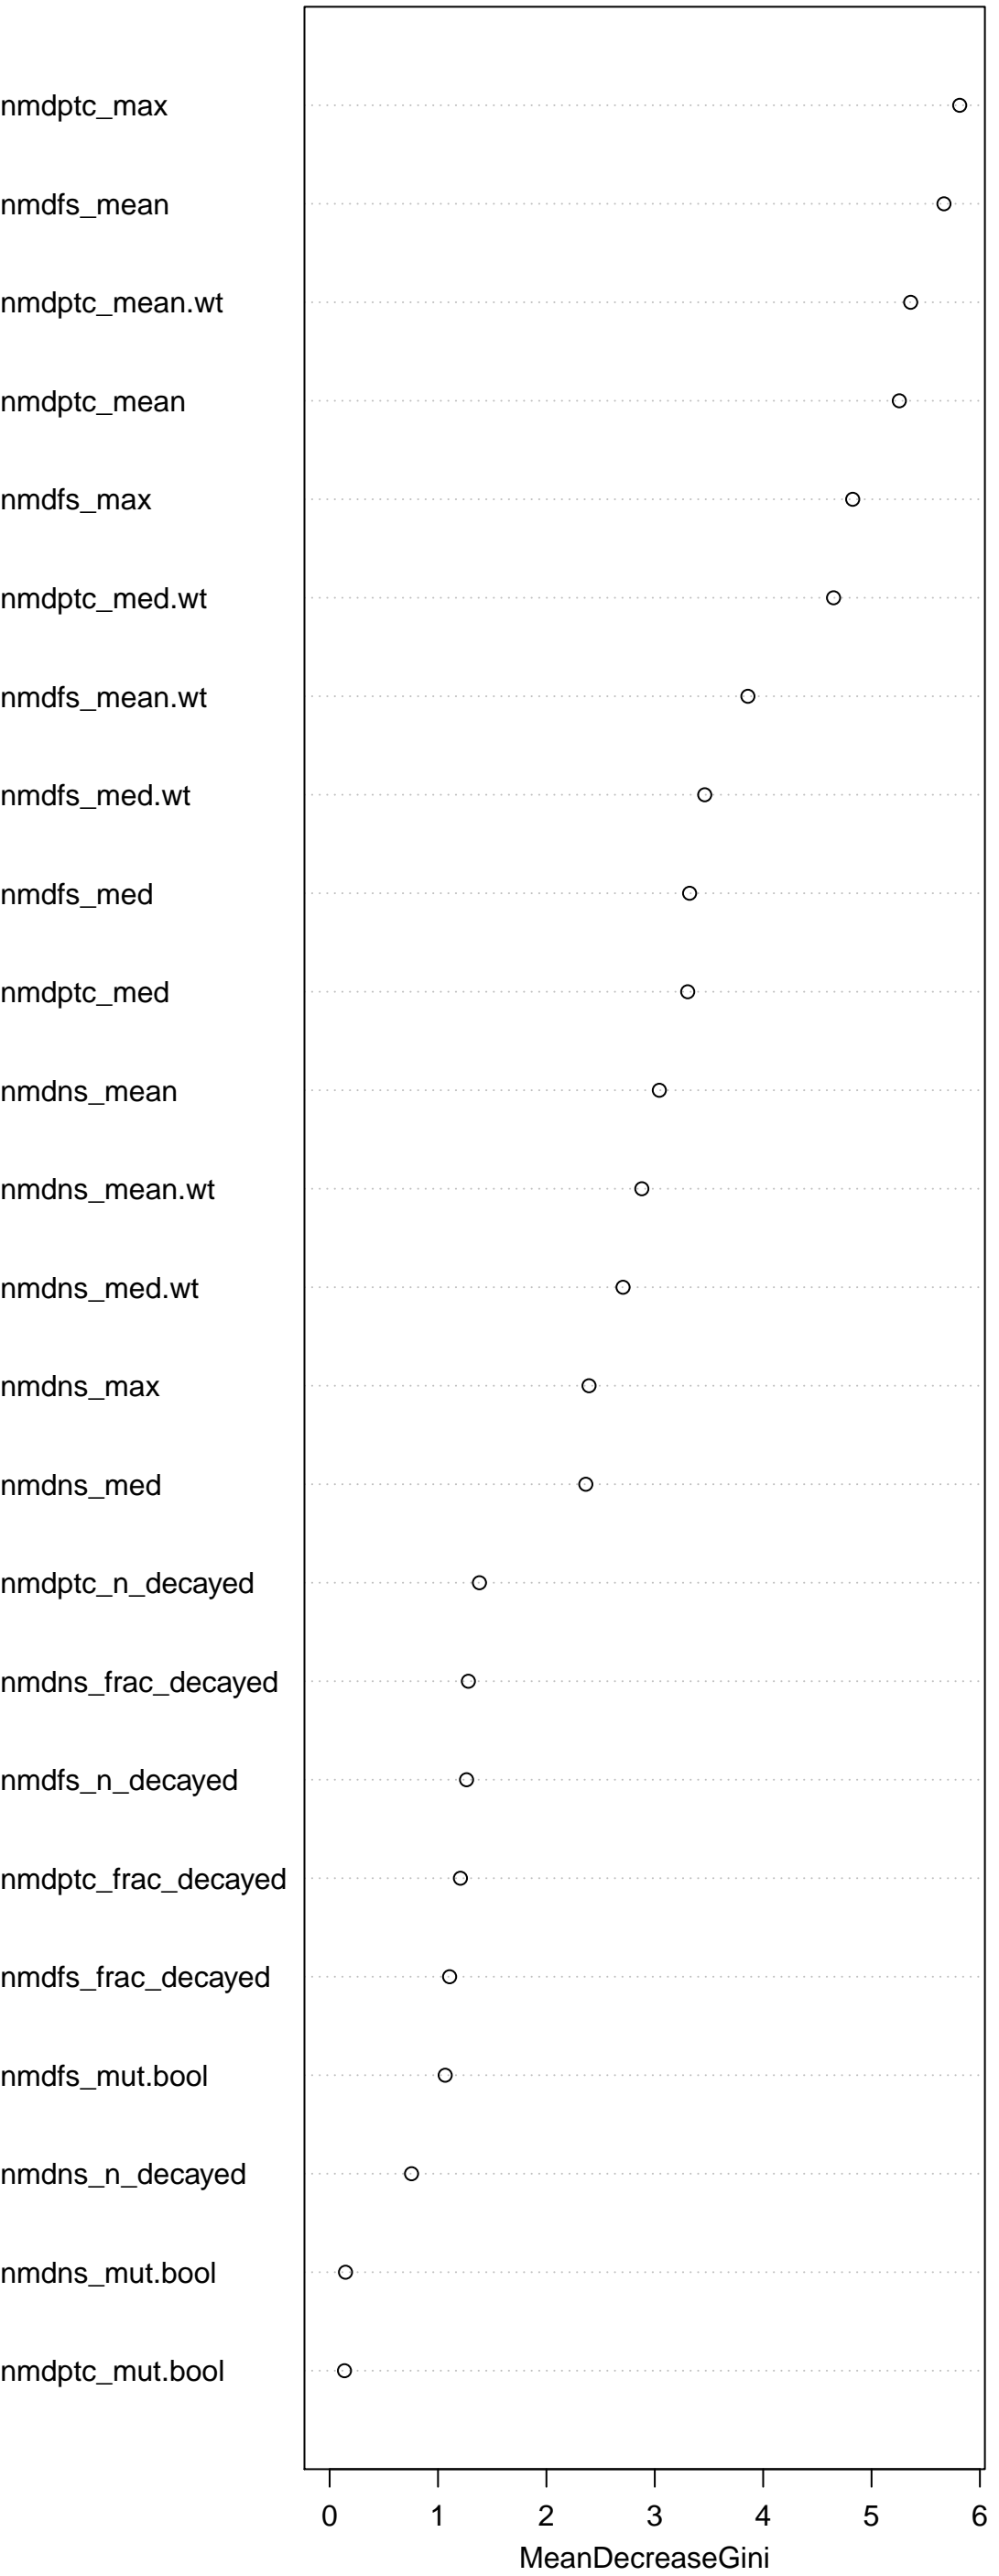 nmdptc_max
nmdfs_mean
nmdptc_mean.wt
nmdptc_mean
nmdfs_max
nmdptc_med.wt
nmdfs_mean.wt
nmdfs_med.wt
nmdfs_med
nmdptc_med
nmdns_mean
nmdns_mean.wt
nmdns_med.wt
nmdns_max
nmdns_med
nmdptc_n_decayed
nmdns_frac_decayed
nmdfs_n_decayed
nmdptc_frac_decayed
nmdfs_frac_decayed
nmdfs_mut.bool
nmdns_n_decayed
nmdns_mut.bool
nmdptc_mut.bool
0 1 2 3 4 5 6
MeanDecreaseGini